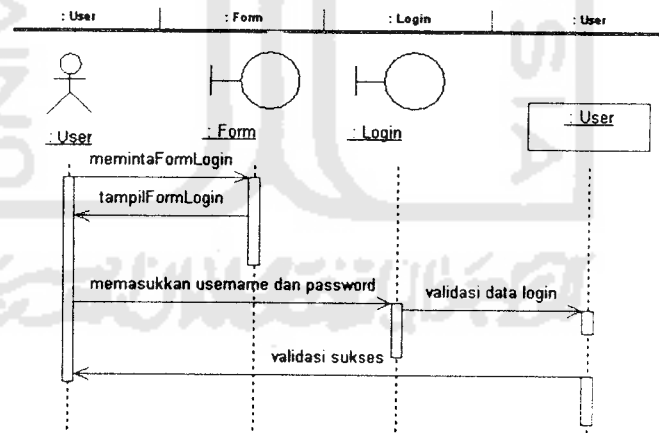 : User
: Form
: Login
: User
: User
: Form
: Login
: User
memintaFormLogin
tampilFormLogin
memasukkan username dan password
validasi data login
validasi sukses